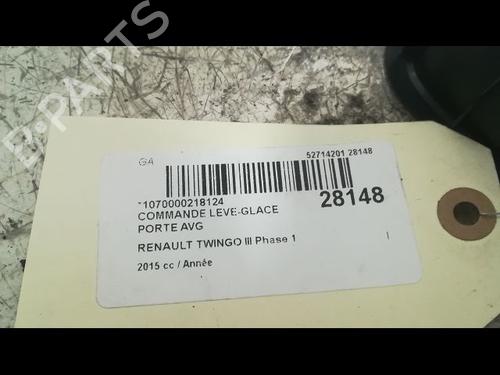 GA
52714201 28148
*1070000218124
28148
COMMANDE LEVE-GLACE
PORTE AVG
RENAULT TWINGO III Phase 1
2015 cc / Année
B-PARTS